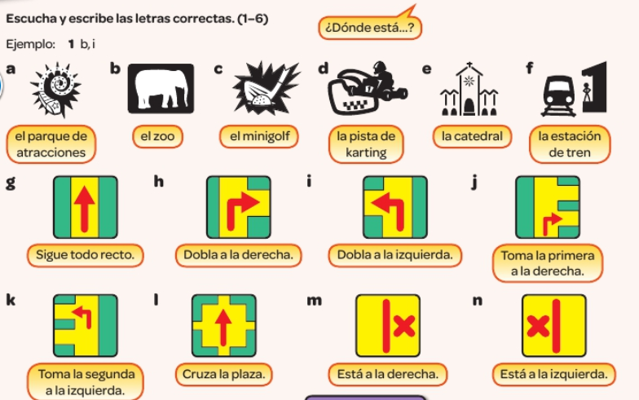 Escucha y escribe las letras correctas. (1–6)
¿Dónde está...?
Ejemplo: 1 b, i
a
b
c
d
e
f
el parque de
atracciones
el zoo
el minigolf
la pista de
karting
la catedral
la estación
de tren
g
h
i
j
Sigue todo recto.
Dobla a la derecha.
Dobla a la izquierda.
Toma la primera
a la derecha.
k
l
m
n
Toma la segunda
a la izquierda.
Cruza la plaza.
Está a la derecha.
Está a la izquierda.